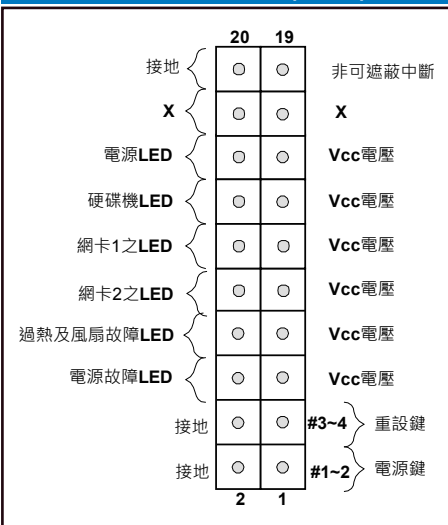 20 19
接地 非可遮蔽中斷
X X
電源LED Vcc電壓
硬碟機LED Vcc電壓
網卡1之LED Vcc電壓
網卡2之LED Vcc電壓
過熱及風扇故障LED Vcc電壓
電源故障LED Vcc電壓
接地 #3~4 重設鍵
接地 #1~2 電源鍵
2 1